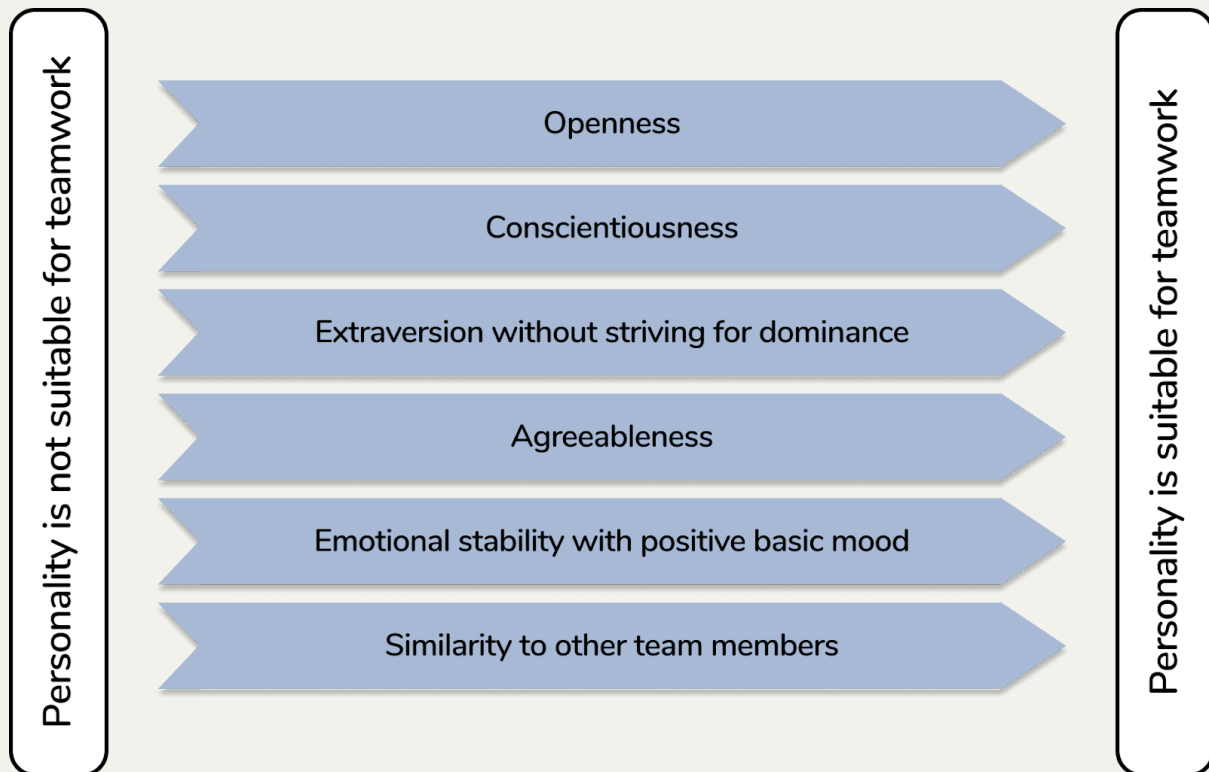 Personality is not suitable for teamwork
Openness
Conscientiousness
Extraversion without striving for dominance
Agreeableness
Emotional stability with positive basic mood
Similarity to other team members
Personality is suitable for teamwork